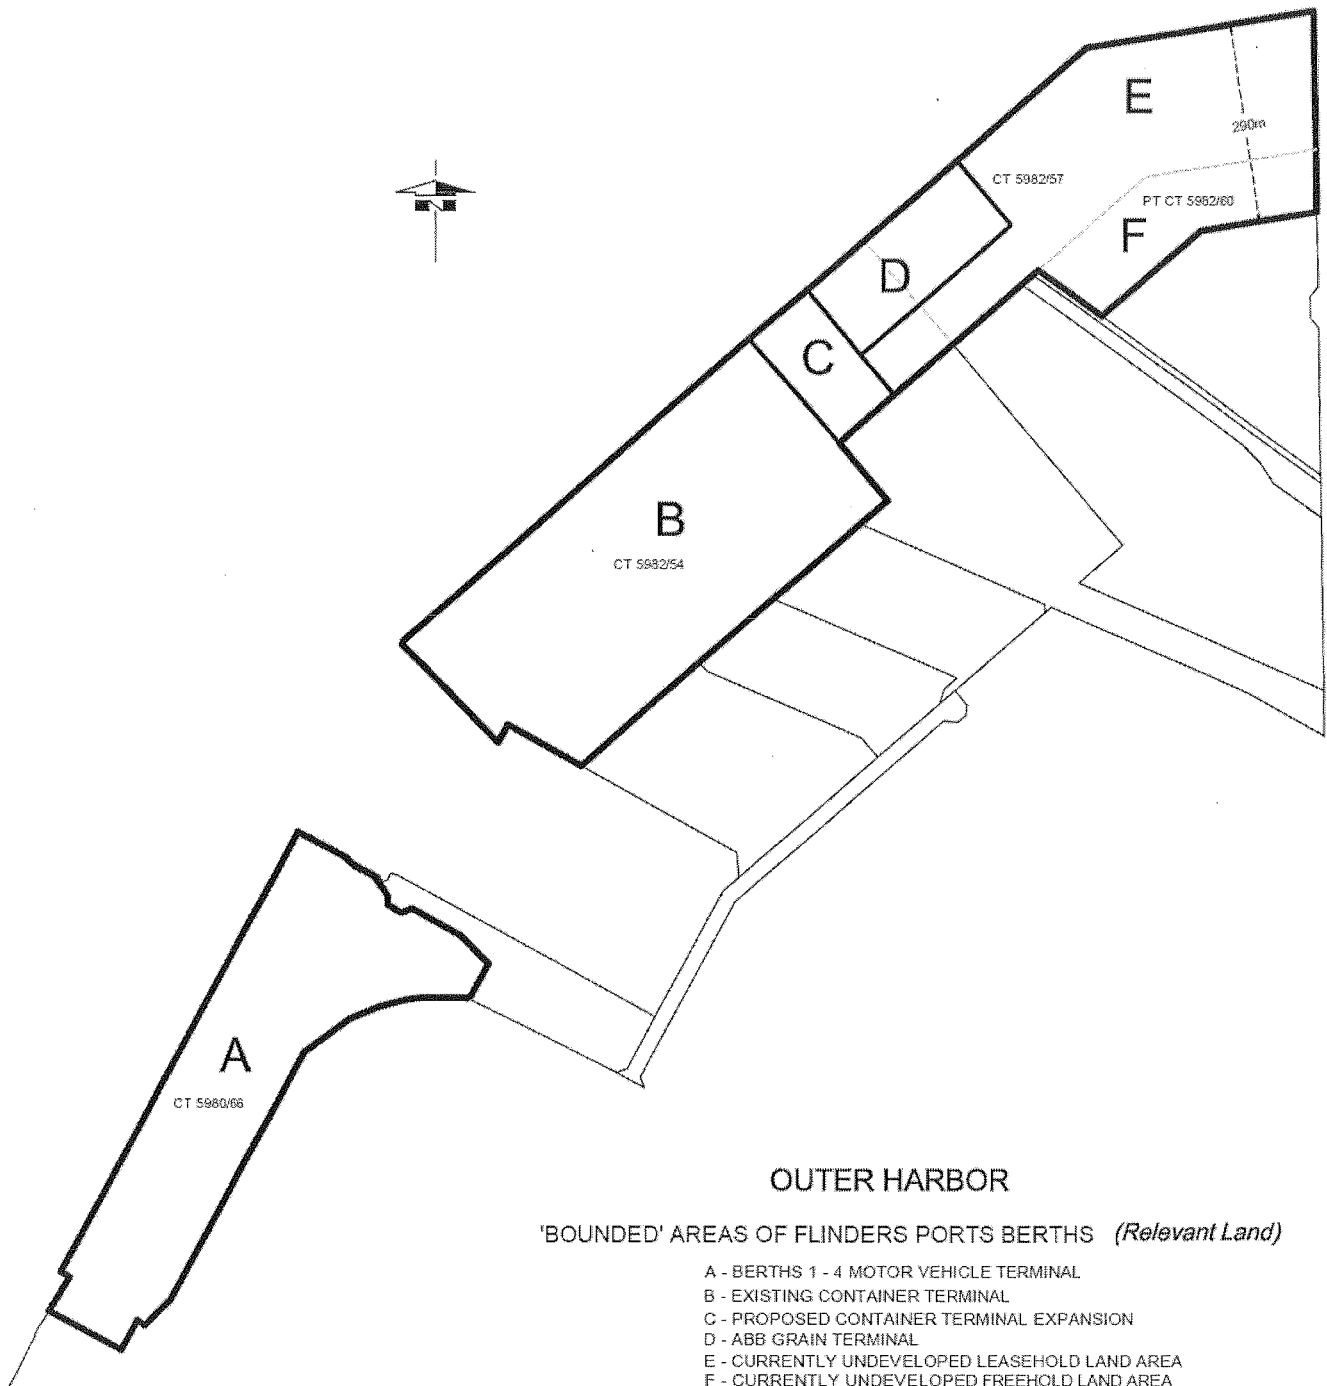 E
290m
CT 5982/57
PT CT 5982/60
F
N
D
C
B
CT 5982/54
A
CT 5980/66
OUTER HARBOR
'BOUNDED' AREAS OF FLINDERS PORTS BERTHS (Relevant Land)
A - BERTHS 1 - 4 MOTOR VEHICLE TERMINAL
B - EXISTING CONTAINER TERMINAL
C - PROPOSED CONTAINER TERMINAL EXPANSION
D - ABB GRAIN TERMINAL
E - CURRENTLY UNDEVELOPED LEASEHOLD LAND AREA
F - CURRENTLY UNDEVELOPED FREEHOLD LAND AREA